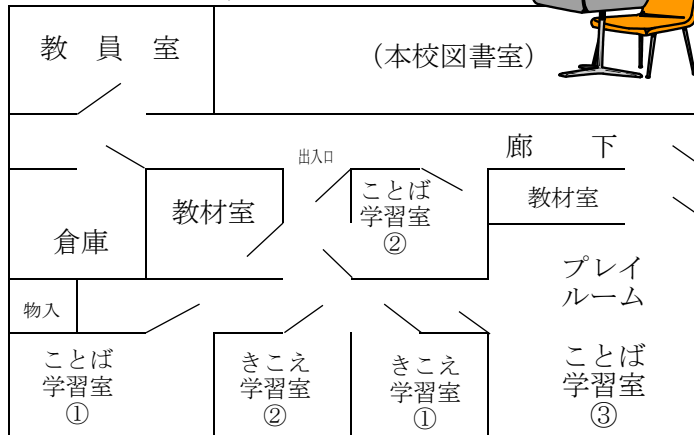 教 員 室
(本校図書室)
出入口
廊 下
教材室
ことば
学習室
②
教材室
倉庫
プレイ
ルーム
物入
ことば
学習室
①
きこえ
学習室
②
きこえ
学習室
①
ことば
学習室
③